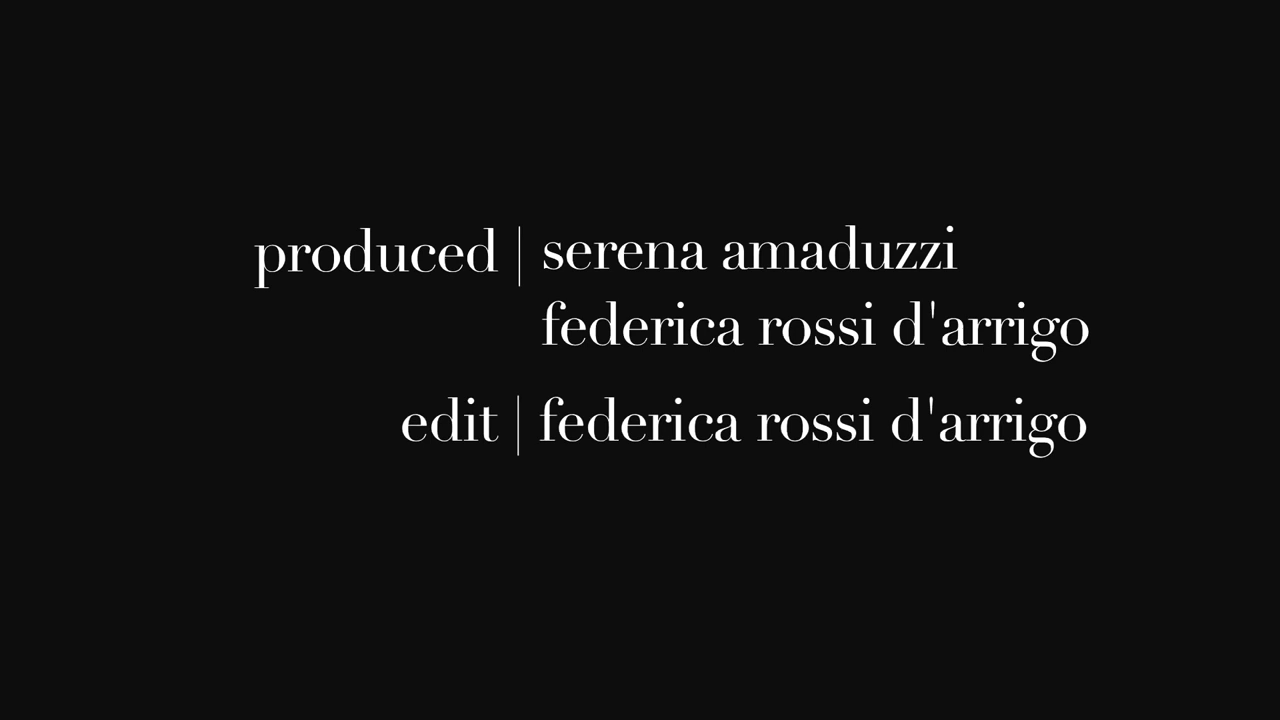 produced | serena amaduzzi
federica rossi d'arrigo
edit | federica rossi d'arrigo